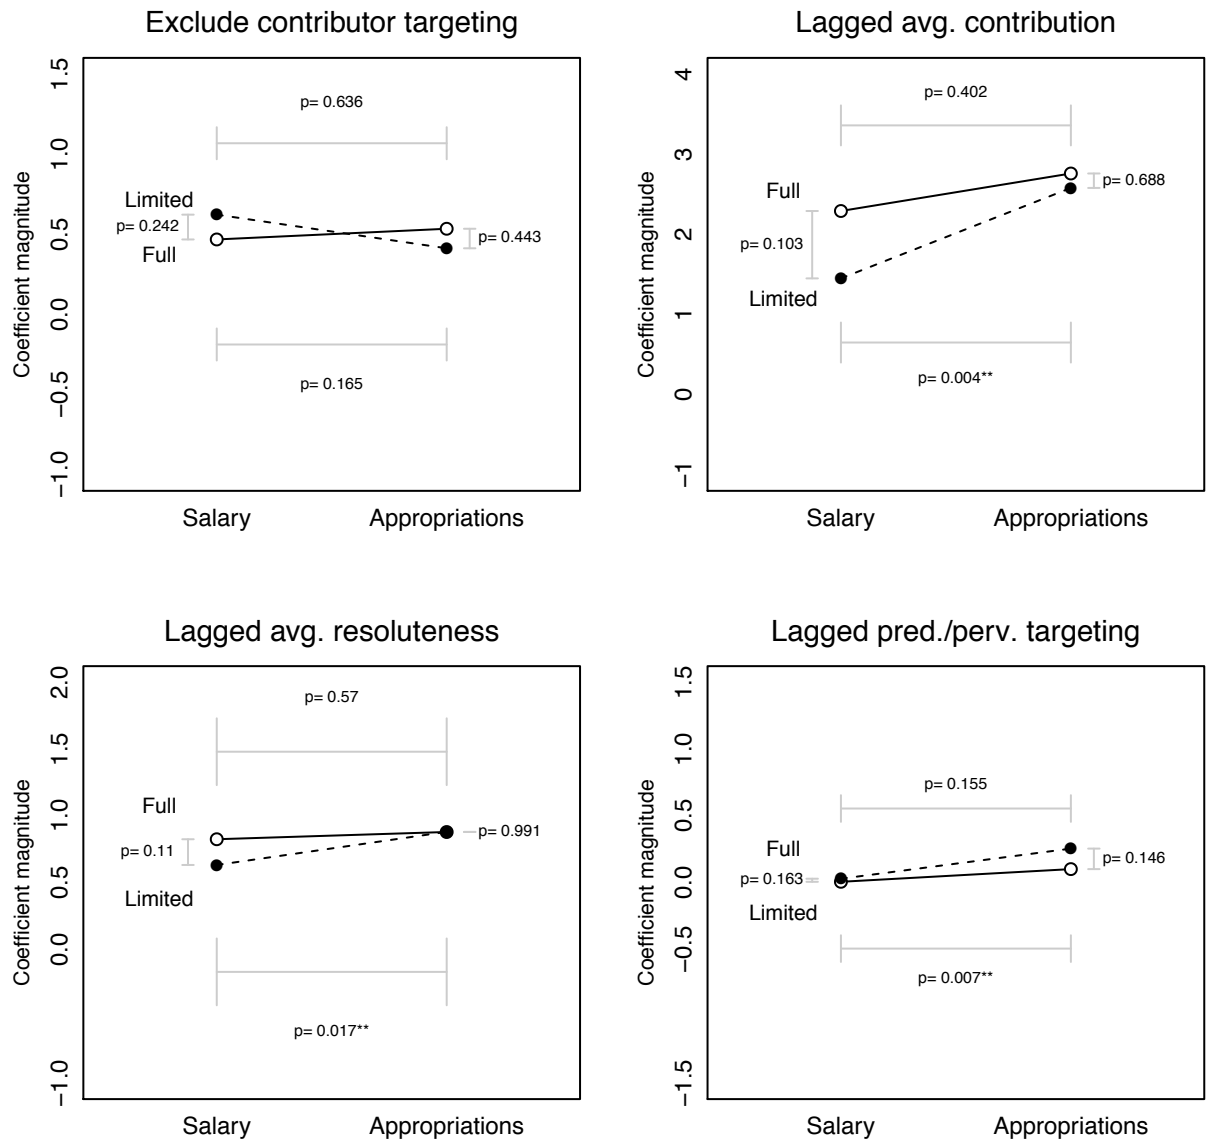 Exclude contributor targeting
Coefficient magnitude
1.5
1.0
0.5
0.0
−0.5
−1.0
p= 0.636
Limited
p= 0.242
Full
p= 0.443
p= 0.165
Salary
Appropriations
Lagged avg. contribution
Coefficient magnitude
4
3
2
1
0
−1
p= 0.402
Full
p= 0.688
p= 0.103
Limited
p= 0.004**
Salary
Appropriations
Lagged avg. resoluteness
Coefficient magnitude
2.0
1.5
1.0
0.5
0.0
−1.0
p= 0.57
Full
p= 0.991
p= 0.11
Limited
p= 0.017**
Salary
Appropriations
Lagged pred./perv. targeting
Coefficient magnitude
1.5
1.0
0.5
0.0
−0.5
−1.5
p= 0.155
Full
p= 0.146
p= 0.163
Limited
p= 0.007**
Salary
Appropriations